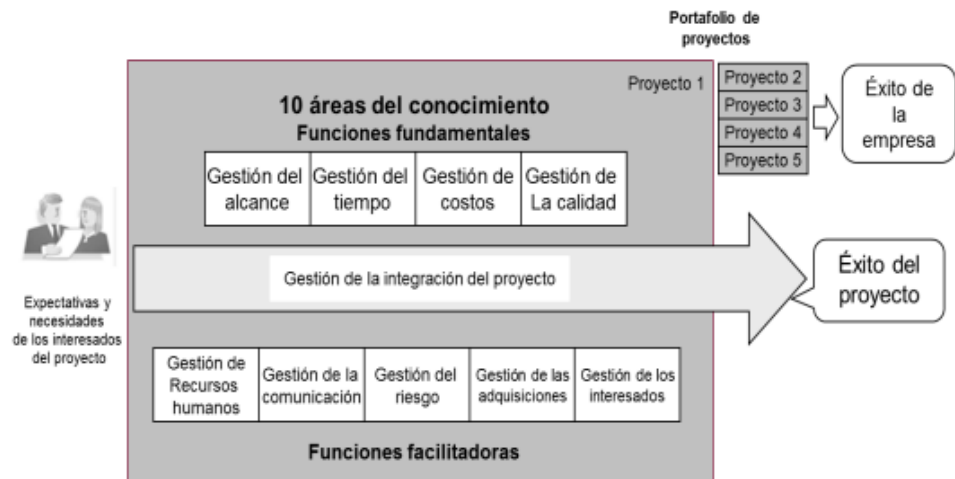 Portafolio de
proyectos
Proyecto 1
Proyecto 2
Proyecto 3
Proyecto 4
Proyecto 5
Éxito de
la
empresa
10 áreas del conocimiento
Funciones fundamentales
Gestión del
alcance
Gestión del
tiempo
Gestión de
costos
Gestión de
La calidad
Expectativas y
necesidades
de los interesados
del proyecto
Gestión de la integración del proyecto
Éxito del
proyecto
Gestión de
Recursos
humanos
Gestión de la
comunicación
Gestión del
riesgo
Gestión de las
adquisiciones
Gestión de los
interesados
Funciones facilitadoras